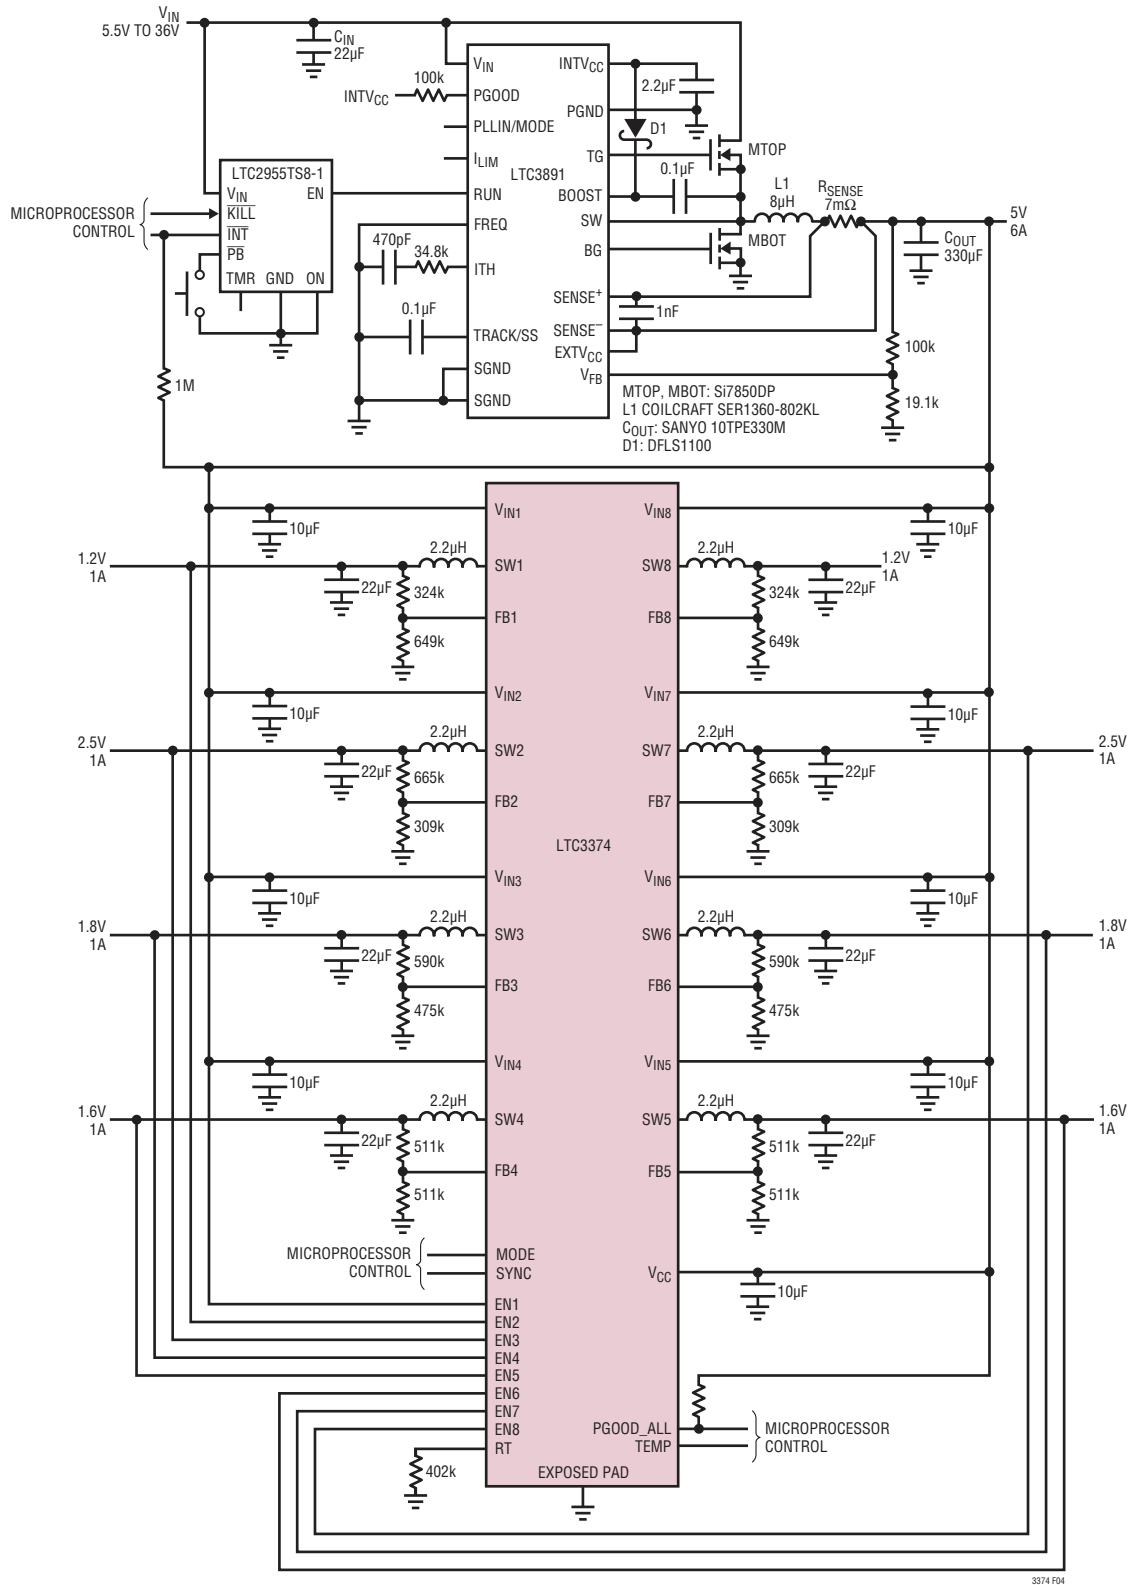 VIN
5.5V TO 36V
CIN
22µF
100k
INTVCC
VIN
PGOOD
PLLIN/MODE
ILIM
RUN
FREQ
ITH
TRACK/SS
SGND
SGND
LTC3891
INTVCC
PGND
TG
BOOST
SW
BG
SENSE+
SENSE–
EXTVCC
VFB
2.2µF
D1
MTOP
0.1µF
L1
8µH
RSENSE
7mΩ
MBOT
5V
6A
COUT
330µF
1nF
100k
19.1k
LTC2955TS8-1
VIN
EN
KILL
INT
PB
TMR GND ON
MICROPROCESSOR
CONTROL
470pF
34.8k
0.1µF
1M
MTOP, MBOT: Si7850DP
L1 COILCRAFT SER1360-802KL
COUT: SANYO 10TPE330M
D1: DFLS1100
10µF
VIN1
VIN8
10µF
1.2V
1A
2.2µH
SW1
22µF
324k
FB1
649k
SW8
2.2µH
1.2V
1A
324k
22µF
FB8
649k
VIN2
10µF
VIN7
10µF
2.5V
1A
2.2µH
SW2
22µF
665k
FB2
309k
SW7
2.2µH
2.5V
1A
665k
22µF
FB7
309k
LTC3374
VIN3
10µF
VIN6
10µF
1.8V
1A
2.2µH
SW3
22µF
590k
FB3
475k
SW6
2.2µH
1.8V
1A
590k
22µF
FB6
475k
VIN4
10µF
VIN5
10µF
1.6V
1A
2.2µH
SW4
22µF
511k
FB4
511k
SW5
2.2µH
1.6V
1A
511k
22µF
FB5
511k
MICROPROCESSOR
CONTROL
MODE
SYNC
VCC
10µF
EN1
EN2
EN3
EN4
EN5
EN6
EN7
EN8
RT
402k
PGOOD_ALL
TEMP
MICROPROCESSOR
CONTROL
EXPOSED PAD
3374 F04